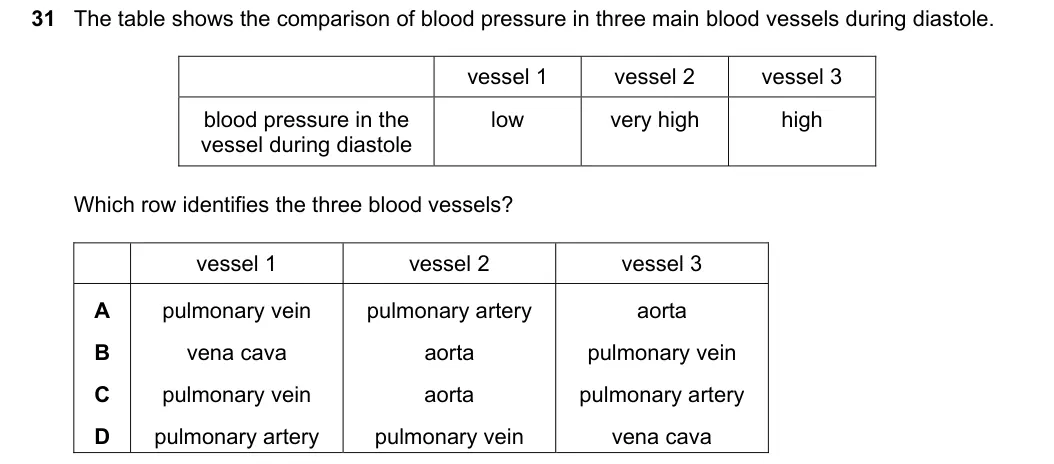 31 The table shows the comparison of blood pressure in three main blood vessels during diastole.
vessel 1 vessel 2 vessel 3
blood pressure in the vessel during diastole low very high high
Which row identifies the three blood vessels?
vessel 1 vessel 2 vessel 3
A pulmonary vein pulmonary artery aorta
B vena cava aorta pulmonary vein
C pulmonary vein aorta pulmonary artery
D pulmonary artery pulmonary vein vena cava